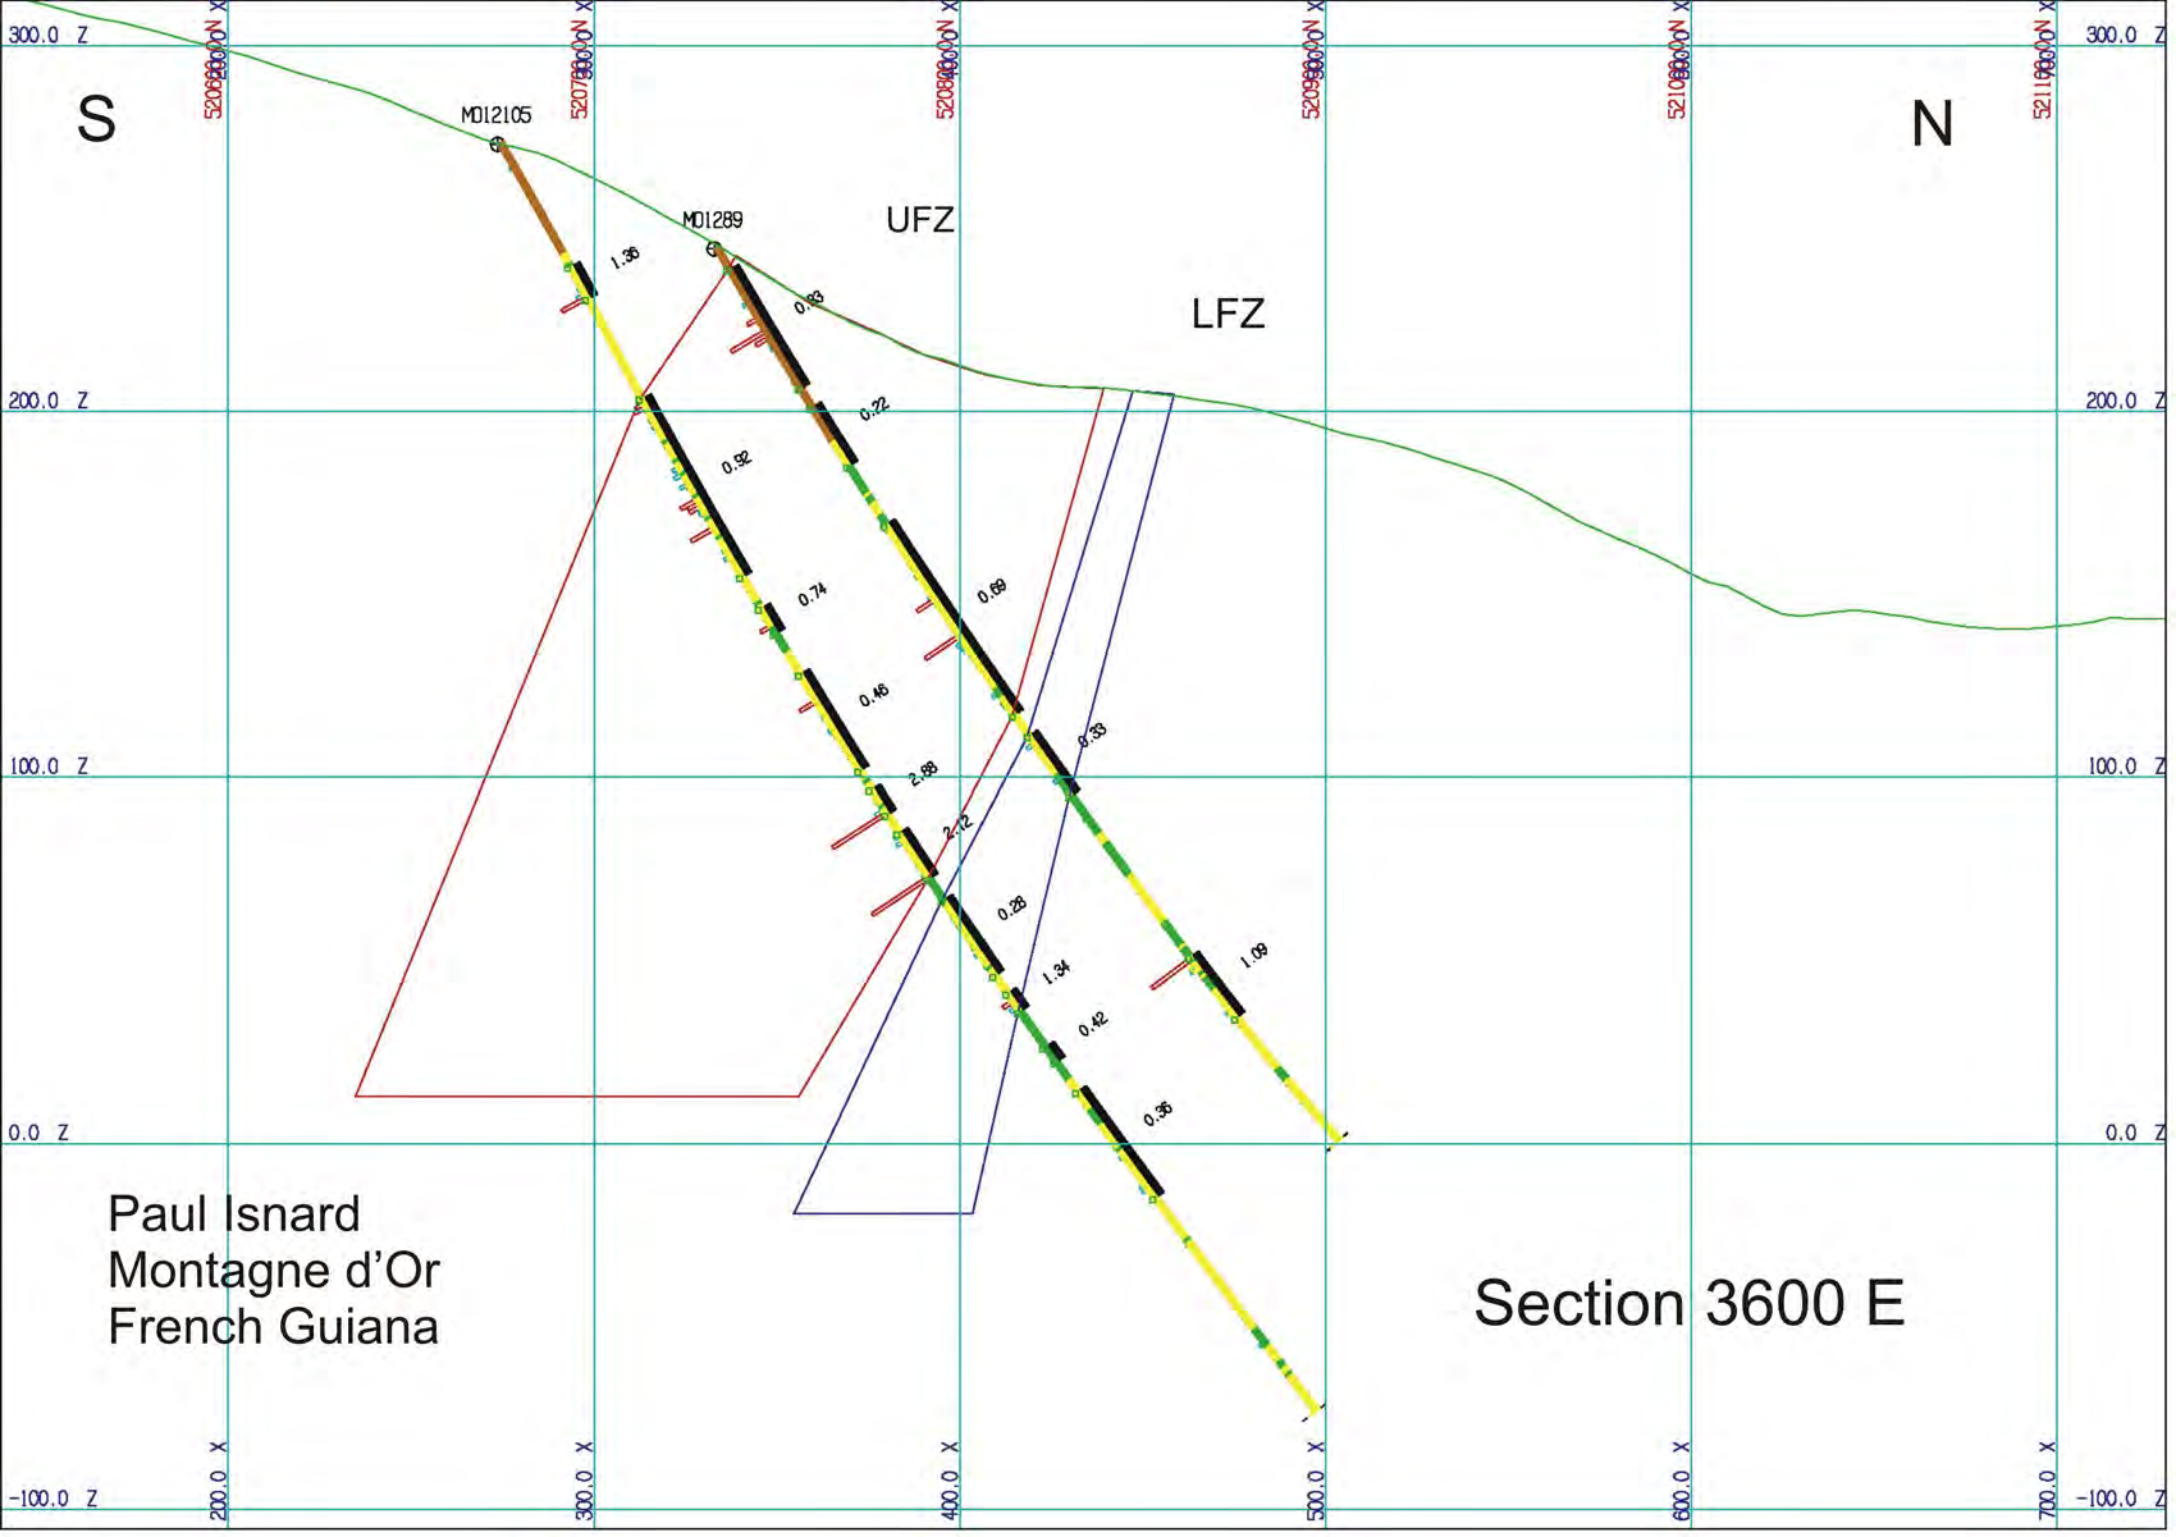 300.0 Z
300.0 Z
S
N
MO12105
MO1289
UFZ
LFZ
1.36
0.83
200.0 Z
200.0 Z
0.22
0.92
0.74
0.69
0.46
0.33
100.0 Z
100.0 Z
2.68
2.12
0.28
1.34
1.09
0.42
0.36
0.0 Z
0.0 Z
Paul Isnard
Montagne d'Or
French Guiana
Section 3600 E
-100.0 Z
-100.0 Z
200.0 X
300.0 X
400.0 X
500.0 X
600.0 X
700.0 X